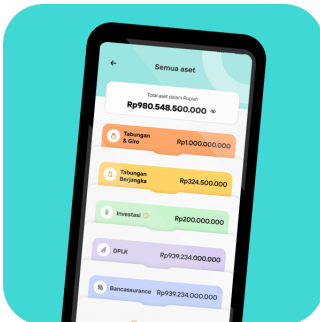 Semua aset
Total aset dalam Rupiah
Rp980.548.500.000
Tabungan
& Giro
Rp1.000.000.000
Tabungan
Berjangka
Rp324.500.000
Investasi
Rp200.000.000
DPLK
Rp939.234.000.000
Bancassurance
Rp939.234.000.000